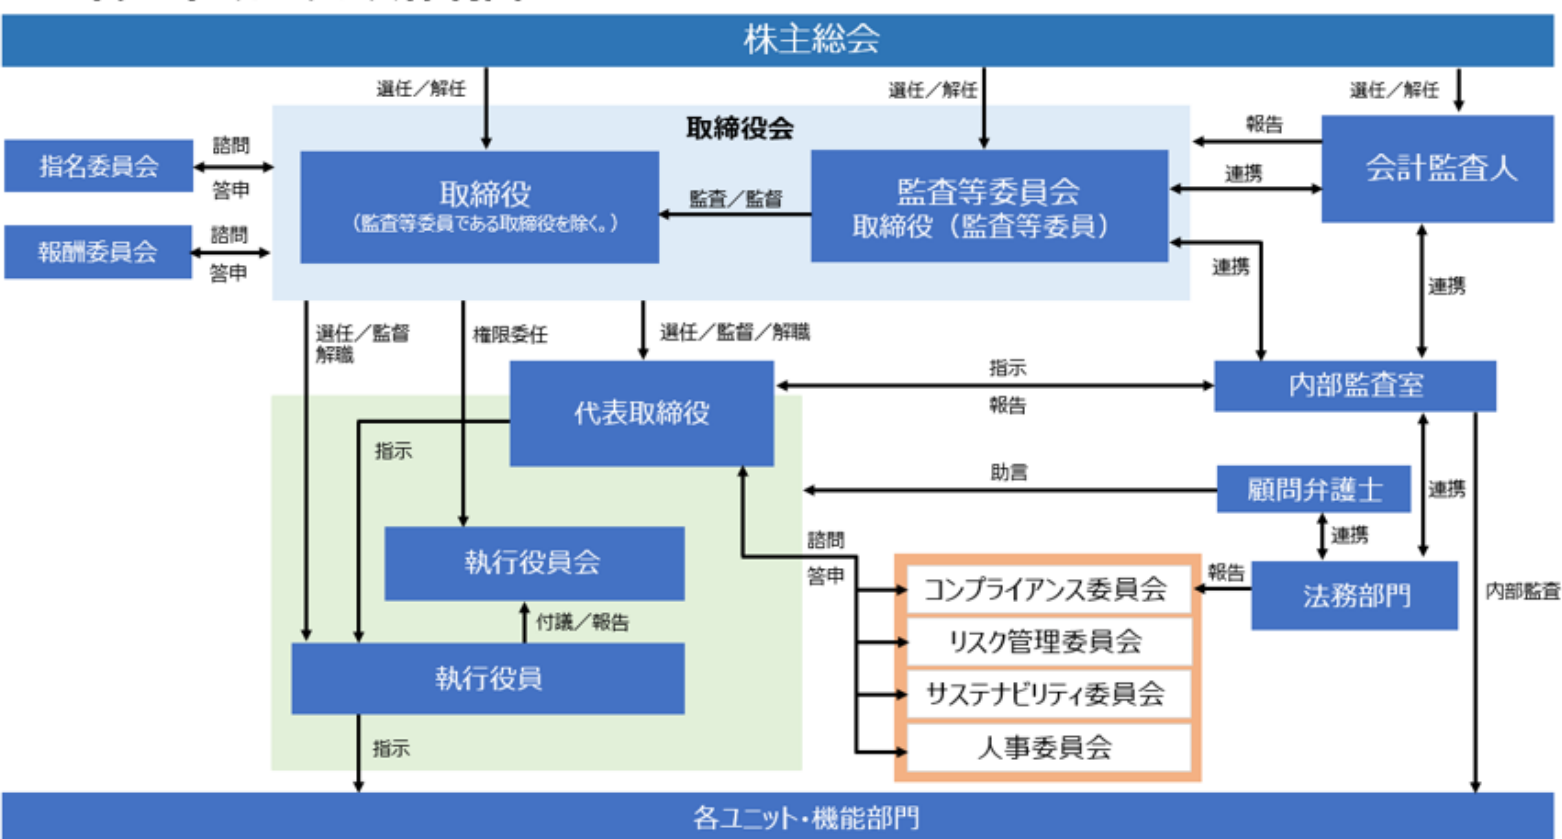 株主総会
選任／解任
選任／解任
選任／解任
取締役会
指名委員会
諮問
答申
報酬委員会
諮問
答申
取締役
（監査等委員である取締役を除く。）
監査／監督
監査等委員会
取締役（監査等委員）
報告
連携
会計監査人
連携
連携
選任／監督
解職
権限委任
選任／監督／解職
代表取締役
指示
報告
内部監査室
指示
助言
顧問弁護士
連携
連携
執行役員会
諮問
答申
コンプライアンス委員会
報告
法務部門
内部監査
付議／報告
リスク管理委員会
執行役員
サステナビリティ委員会
指示
人事委員会
各ユニット・機能部門